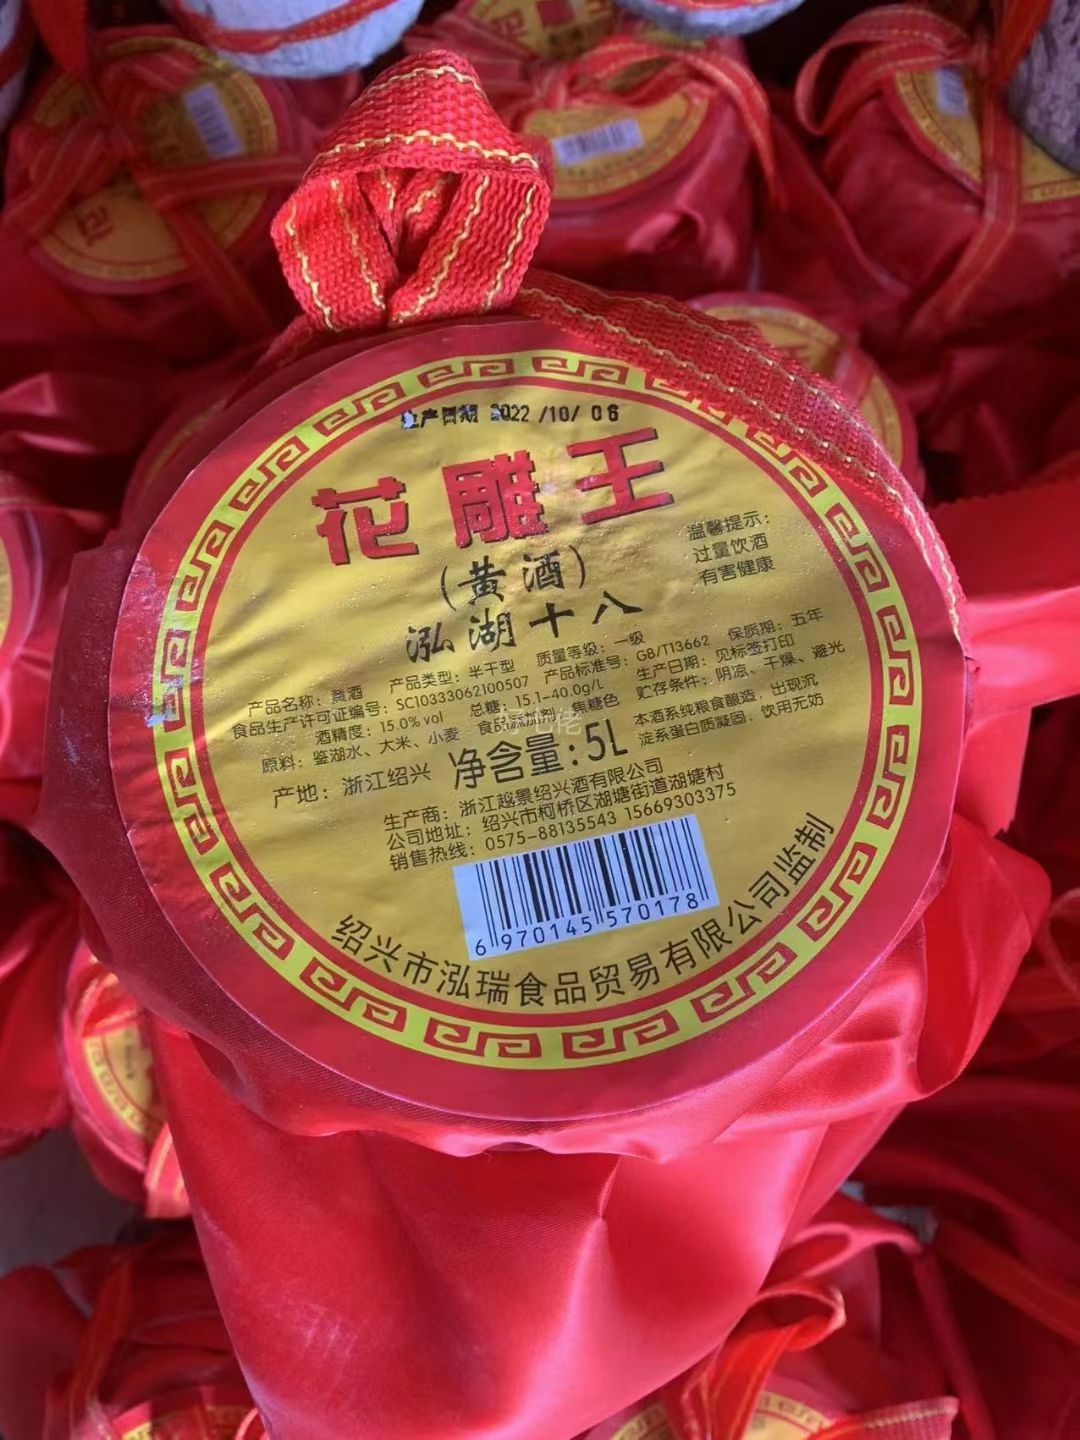 生产日期 2022/10/06
花雕王
(黄酒)
泓湖十八
温馨提示:
过量饮酒
有害健康
产品名称: 黄酒 产品类型: 半干型 质量等级: 一级
食品生产许可证编号: SC10333062100507 产品标准号: GB/T13662 保质期: 五年
酒精度: 15.0%vol 总糖: 15.1-40.0g/L 生产日期: 见标签打印
原料: 鉴湖水、大米、小麦 食品添加剂: 焦糖色 贮存条件: 阴凉、干燥、避光
产地: 浙江绍兴 净含量: 5L
本酒系纯粮食酿造,出现沉
淀系蛋白质凝固,饮用无妨
生产商: 浙江越景绍兴酒有限公司
公司地址: 绍兴市柯桥区湖塘街道湖塘村
销售热线: 0575-88135543 15669303375
6 970145 570178
绍兴市泓瑞食品贸易有限公司监制